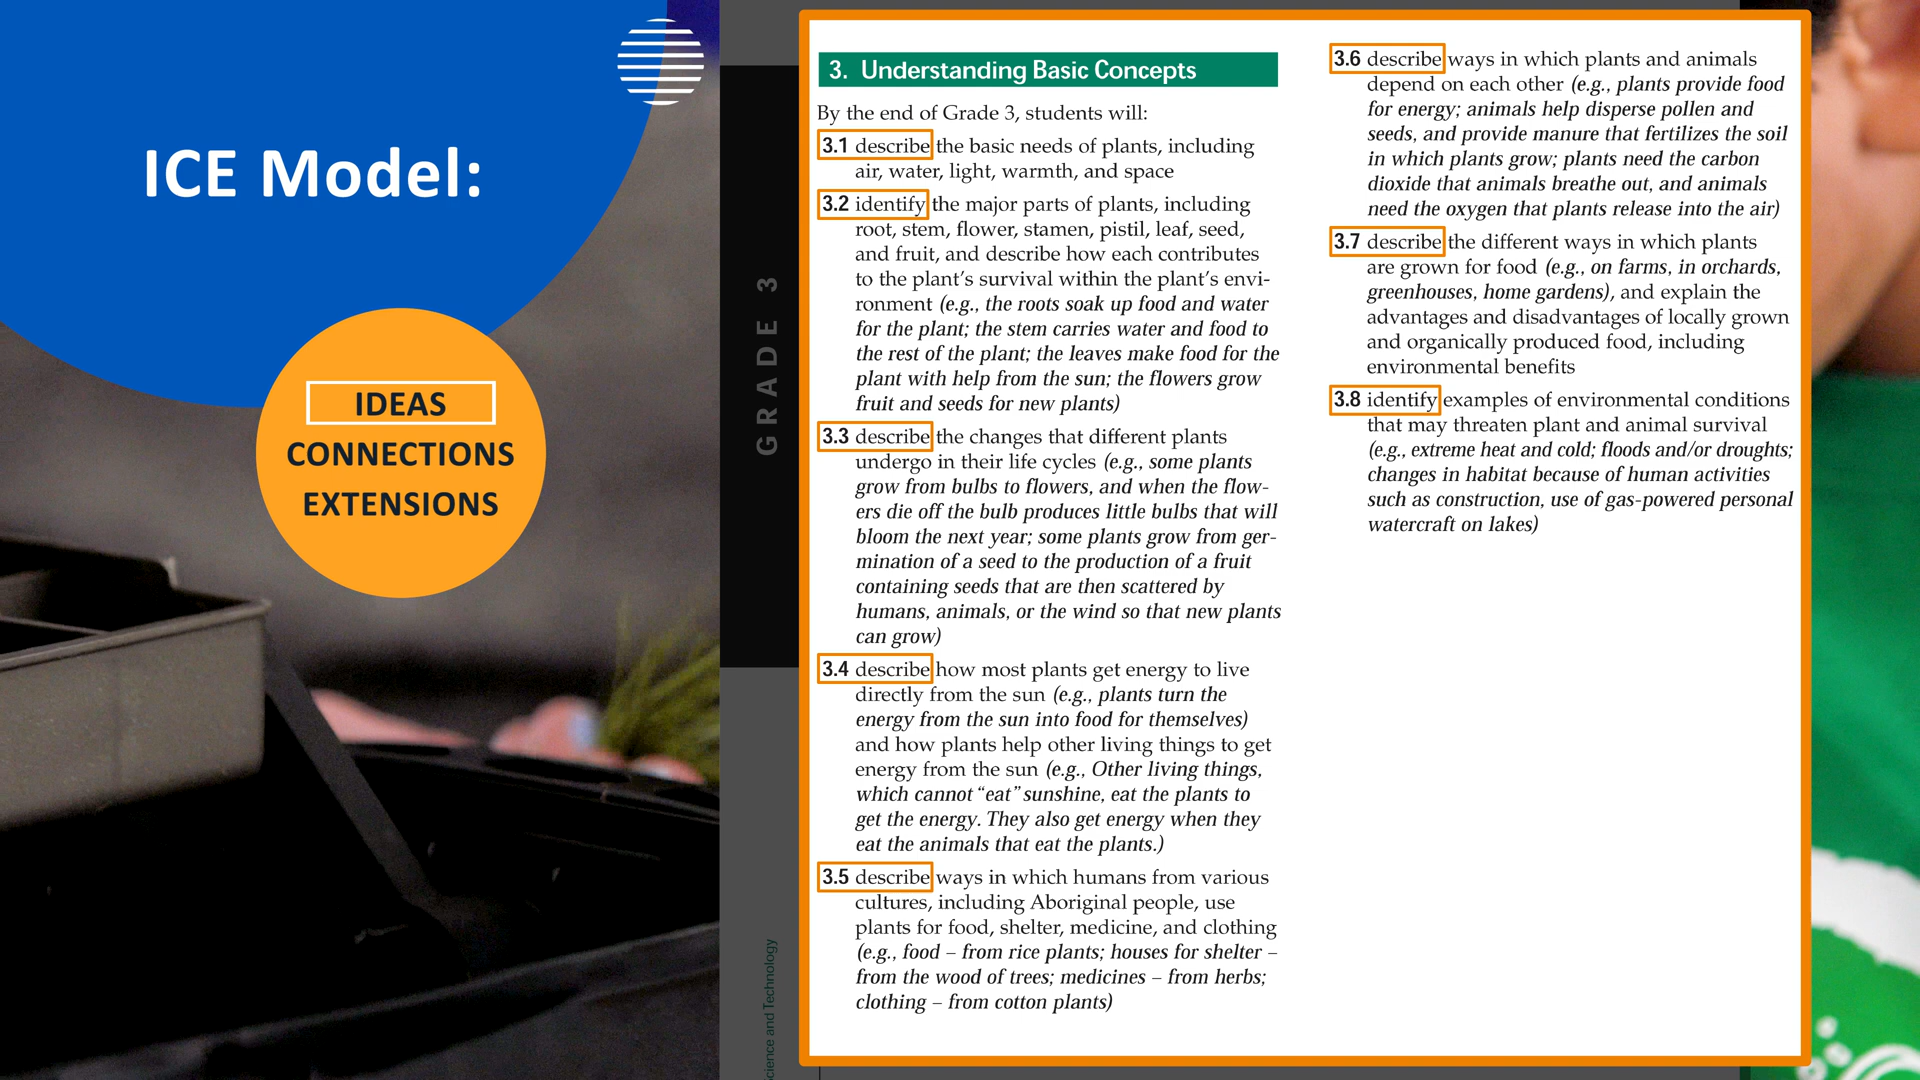 ICE Model:
IDEAS
CONNECTIONS
EXTENSIONS
GRADE 3
cience and Technology
3. Understanding Basic Concepts
By the end of Grade 3, students will:
3.1 describe the basic needs of plants, including
air, water, light, warmth, and space
3.2 identify the major parts of plants, including
root, stem, flower, stamen, pistil, leaf, seed,
and fruit, and describe how each contributes
to the plant's survival within the plant's envi-
ronment (e.g., the roots soak up food and water
for the plant; the stem carries water and food to
the rest of the plant; the leaves make food for the
plant with help from the sun; the flowers grow
fruit and seeds for new plants)
3.3 describe the changes that different plants
undergo in their life cycles (e.g., some plants
grow from bulbs to flowers, and when the flow-
ers die off the bulb produces little bulbs that will
bloom the next year; some plants grow from ger-
mination of a seed to the production of a fruit
containing seeds that are then scattered by
humans, animals, or the wind so that new plants
can grow)
3.4 describe how most plants get energy to live
directly from the sun (e.g., plants turn the
energy from the sun into food for themselves)
and how plants help other living things to get
energy from the sun (e.g., Other living things,
which cannot "eat" sunshine, eat the plants to
get the energy. They also get energy when they
eat the animals that eat the plants.)
3.5 describe ways in which humans from various
cultures, including Aboriginal people, use
plants for food, shelter, medicine, and clothing
(e.g., food – from rice plants; houses for shelter –
from the wood of trees; medicines – from herbs;
clothing – from cotton plants)
3.6 describe ways in which plants and animals
depend on each other (e.g., plants provide food
for energy; animals help disperse pollen and
seeds, and provide manure that fertilizes the soil
in which plants grow; plants need the carbon
dioxide that animals breathe out, and animals
need the oxygen that plants release into the air)
3.7 describe the different ways in which plants
are grown for food (e.g., on farms, in orchards,
greenhouses, home gardens), and explain the
advantages and disadvantages of locally grown
and organically produced food, including
environmental benefits
3.8 identify examples of environmental conditions
that may threaten plant and animal survival
(e.g., extreme heat and cold; floods and/or droughts;
changes in habitat because of human activities
such as construction, use of gas-powered personal
watercraft on lakes)